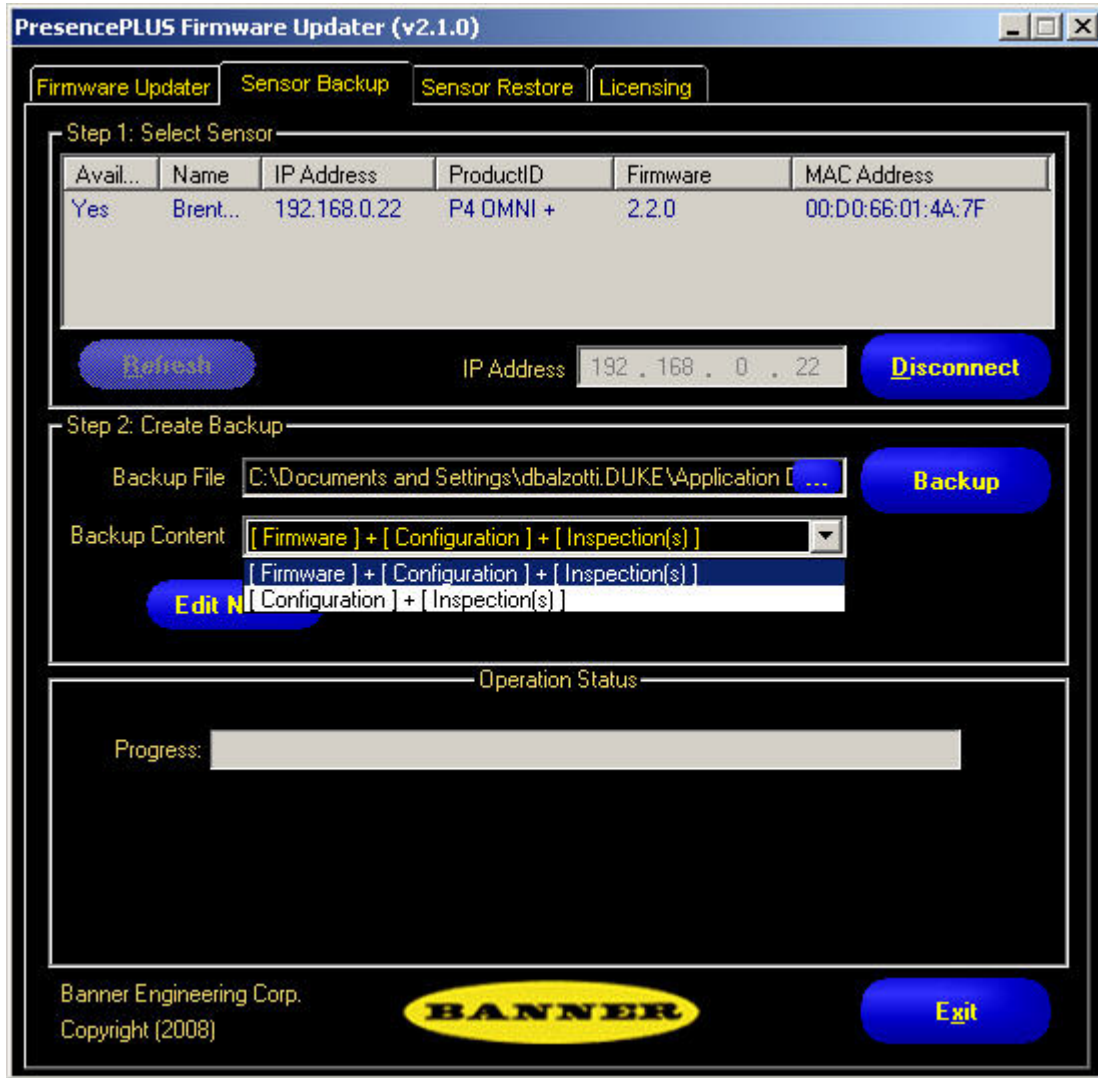 PresencePLUS Firmware Updater (v2.1.0)
Firmware Updater Sensor Backup Sensor Restore Licensing
Step 1: Select Sensor
Avail... Name IP Address ProductID Firmware MAC Address
Yes Brent... 192.168.0.22 P4 OMNI + 2.2.0 00:D0:66:01:4A:7F
Refresh IP Address 192 . 168 . 0 . 22 Disconnect
Step 2: Create Backup
Backup File C:\Documents and Settings\dbalzotti.DUKE\Application ... Backup
Backup Content [ Firmware ] + [ Configuration ] + [ Inspection(s) ]
[ Firmware ] + [ Configuration ] + [ Inspection(s) ]
Edit [ Configuration ] + [ Inspection(s) ]
Operation Status
Progress:
Banner Engineering Corp.
Copyright (2008)
BANNER
Exit